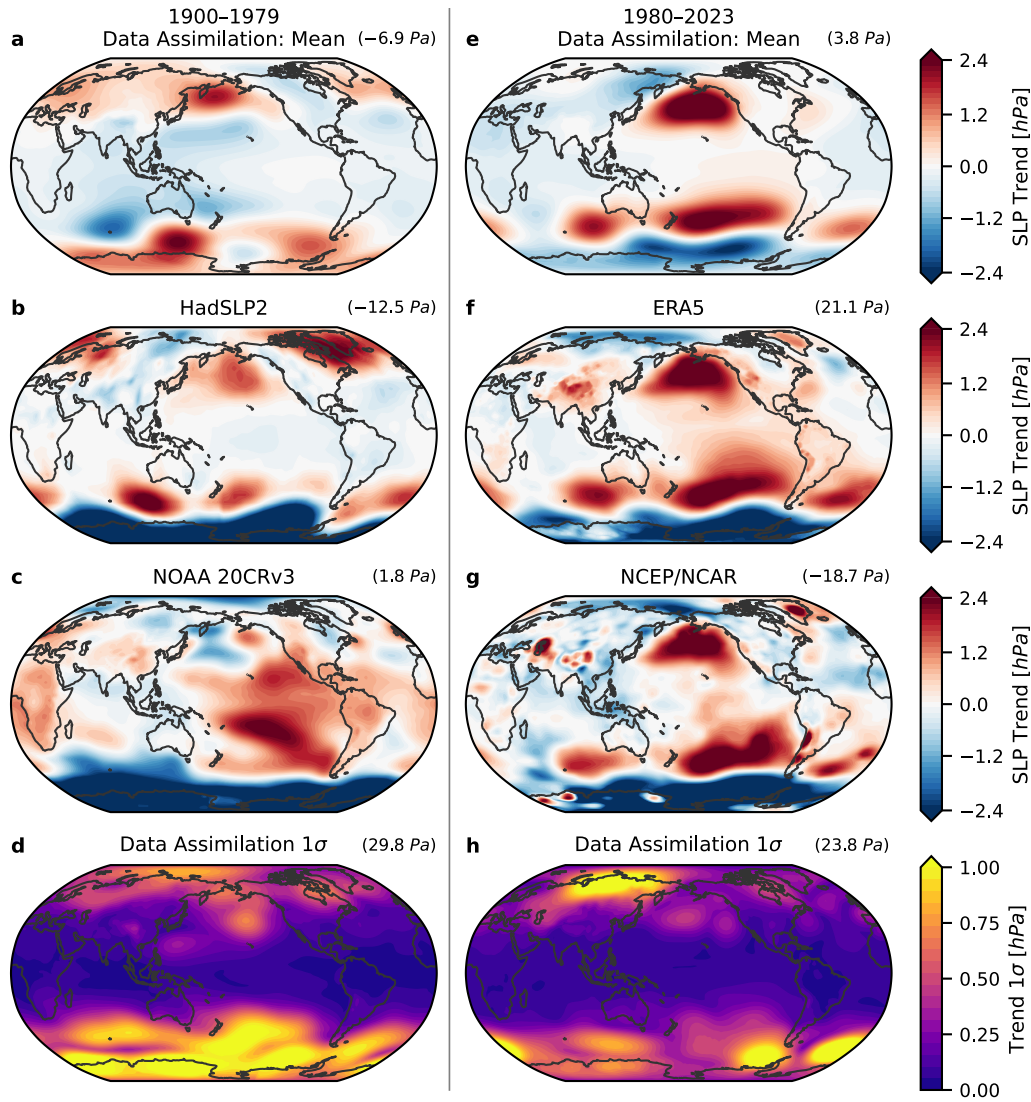 1900–1979
a Data Assimilation: Mean (−6.9 Pa)
b HadSLP2 (−12.5 Pa)
c NOAA 20CRv3 (1.8 Pa)
d Data Assimilation 1σ (29.8 Pa)
1980–2023
e Data Assimilation: Mean (3.8 Pa)
f ERA5 (21.1 Pa)
g NCEP/NCAR (−18.7 Pa)
h Data Assimilation 1σ (23.8 Pa)
2.4
1.2
0.0
−1.2
−2.4
SLP Trend [hPa]
2.4
1.2
0.0
−1.2
−2.4
SLP Trend [hPa]
2.4
1.2
0.0
−1.2
−2.4
SLP Trend [hPa]
1.00
0.75
0.50
0.25
0.00
Trend 1σ [hPa]